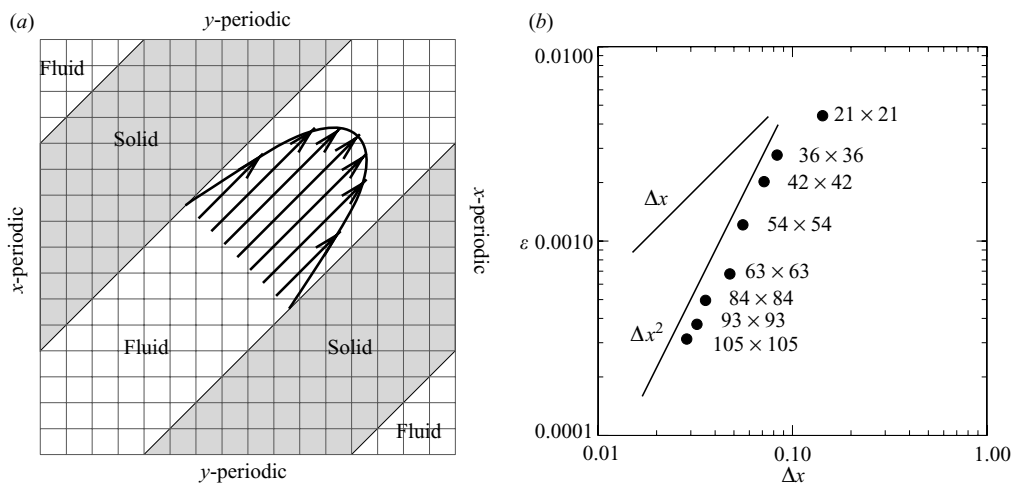 (a)
y-periodic
Fluid
Solid
x-periodic
x-periodic
Fluid
Solid
Fluid
y-periodic
(b)
0.0100
21 × 21
36 × 36
42 × 42
Δx
54 × 54
ε 0.0010
63 × 63
84 × 84
Δx²
93 × 93
105 × 105
0.0001
0.01 0.10 1.00
Δx